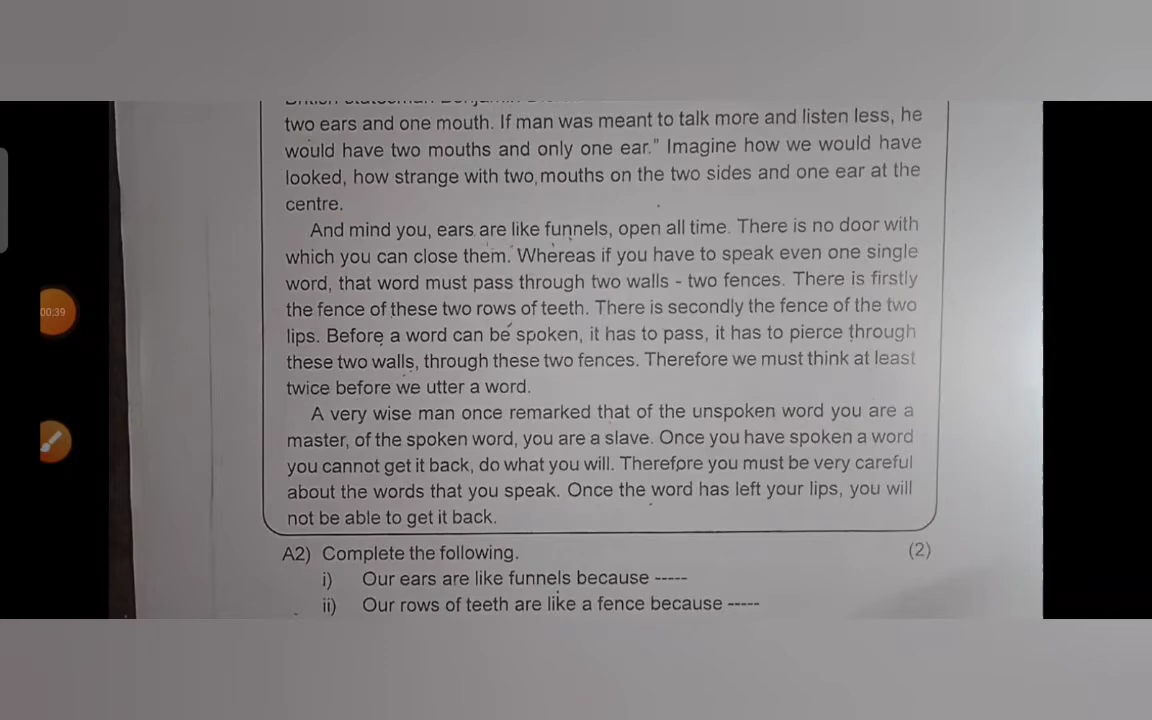 two ears and one mouth. If man was meant to talk more and listen less, he
would have two mouths and only one ear." Imagine how we would have
looked, how strange with two mouths on the two sides and one ear at the
centre.
And mind you, ears are like funnels, open all time. There is no door with
which you can close them. Whereas if you have to speak even one single
word, that word must pass through two walls - two fences. There is firstly
the fence of these two rows of teeth. There is secondly the fence of the two
lips. Before a word can be spoken, it has to pass, it has to pierce through
these two walls, through these two fences. Therefore we must think at least
twice before we utter a word.
A very wise man once remarked that of the unspoken word you are a
master, of the spoken word, you are a slave. Once you have spoken a word
you cannot get it back, do what you will. Therefore you must be very careful
about the words that you speak. Once the word has left your lips, you will
not be able to get it back.
A2) Complete the following. (2)
i) Our ears are like funnels because -----
ii) Our rows of teeth are like a fence because -----
00:39